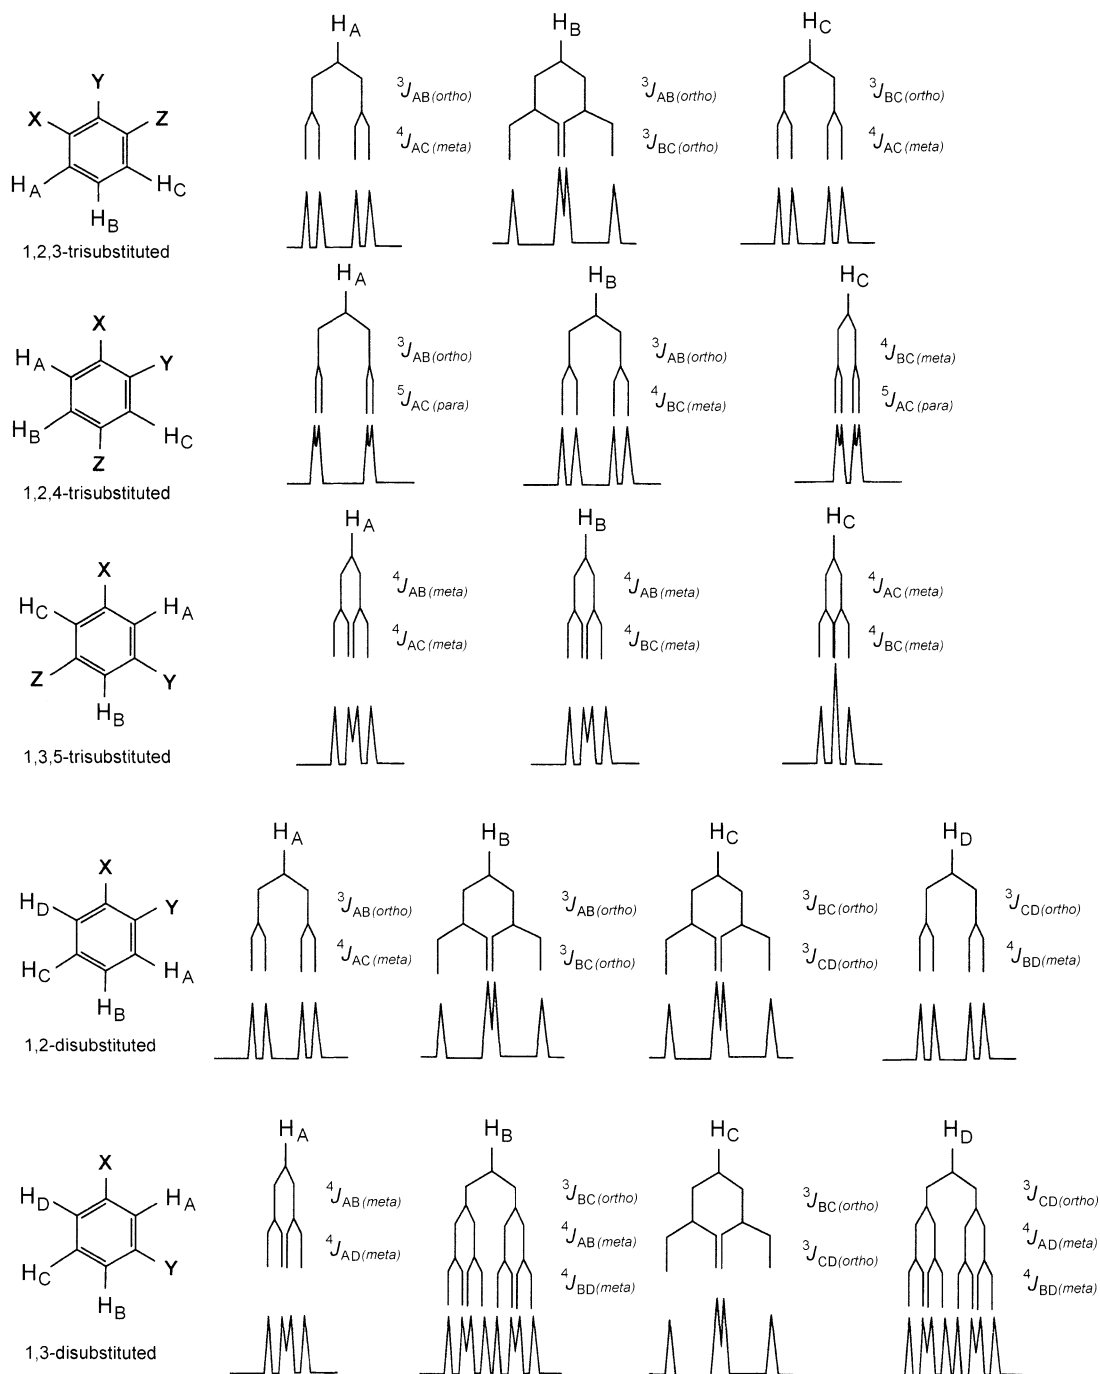 H_A H_B H_C
Y
X Z
H_A H_C
H_B
³J_AB(ortho) ³J_AB(ortho) ³J_BC(ortho)
⁴J_AC(meta) ³J_BC(ortho) ⁴J_AC(meta)
1,2,3-trisubstituted
H_A H_B H_C
X
H_A Y
H_B H_C
Z
³J_AB(ortho) ³J_AB(ortho) ⁴J_BC(meta)
⁵J_AC(para) ⁴J_BC(meta) ⁵J_AC(para)
1,2,4-trisubstituted
H_A H_B H_C
X
H_C H_A
Z Y
H_B
⁴J_AB(meta) ⁴J_AB(meta) ⁴J_AC(meta)
⁴J_AC(meta) ⁴J_BC(meta) ⁴J_BC(meta)
1,3,5-trisubstituted
H_A H_B H_C H_D
X
H_D Y
H_C H_A
H_B
³J_AB(ortho) ³J_AB(ortho) ³J_BC(ortho) ³J_CD(ortho)
⁴J_AC(meta) ³J_BC(ortho) ³J_CD(ortho) ⁴J_BD(meta)
1,2-disubstituted
H_A H_B H_C H_D
X
H_D H_A
H_C Y
H_B
⁴J_AB(meta) ³J_BC(ortho) ³J_BC(ortho) ³J_CD(ortho)
⁴J_AD(meta) ⁴J_AB(meta) ³J_CD(ortho) ⁴J_AD(meta)
⁴J_BD(meta) ⁴J_BD(meta)
1,3-disubstituted